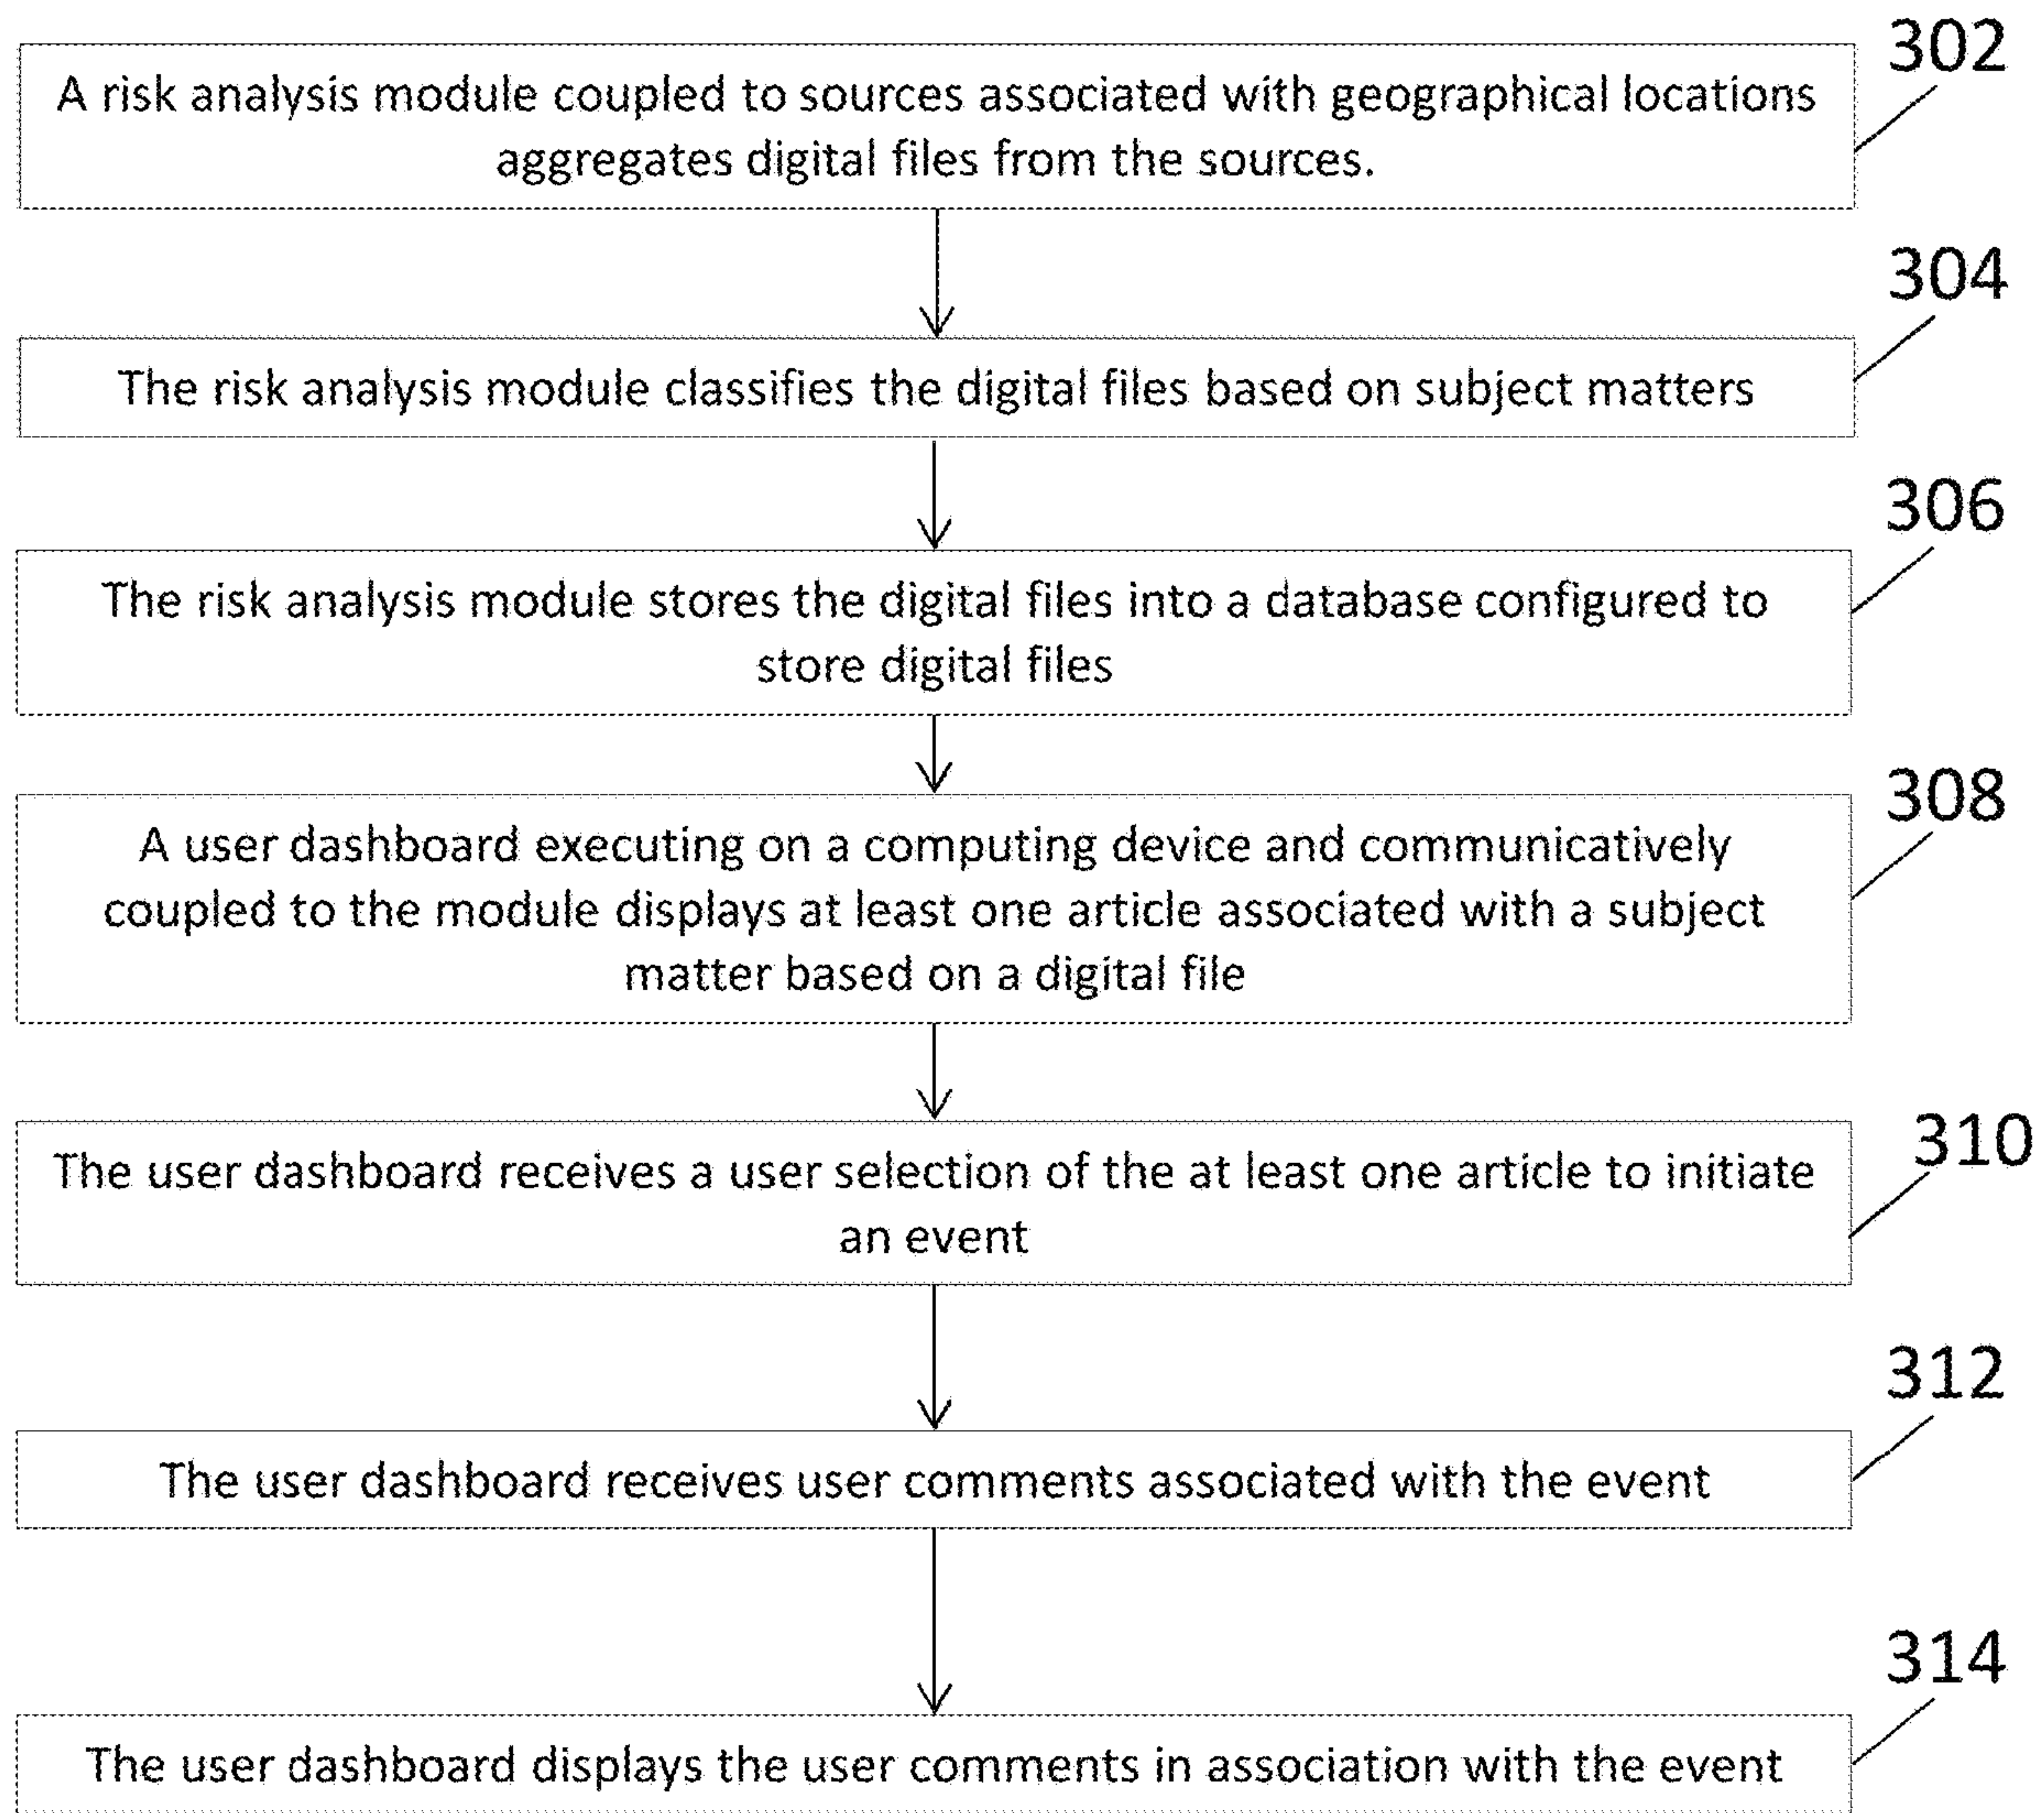 302
A risk analysis module coupled to sources associated with geographical locations
aggregates digital files from the sources.
304
The risk analysis module classifies the digital files based on subject matters
306
The risk analysis module stores the digital files into a database configured to
store digital files
308
A user dashboard executing on a computing device and communicatively
coupled to the module displays at least one article associated with a subject
matter based on a digital file
310
The user dashboard receives a user selection of the at least one article to initiate
an event
312
The user dashboard receives user comments associated with the event
314
The user dashboard displays the user comments in association with the event